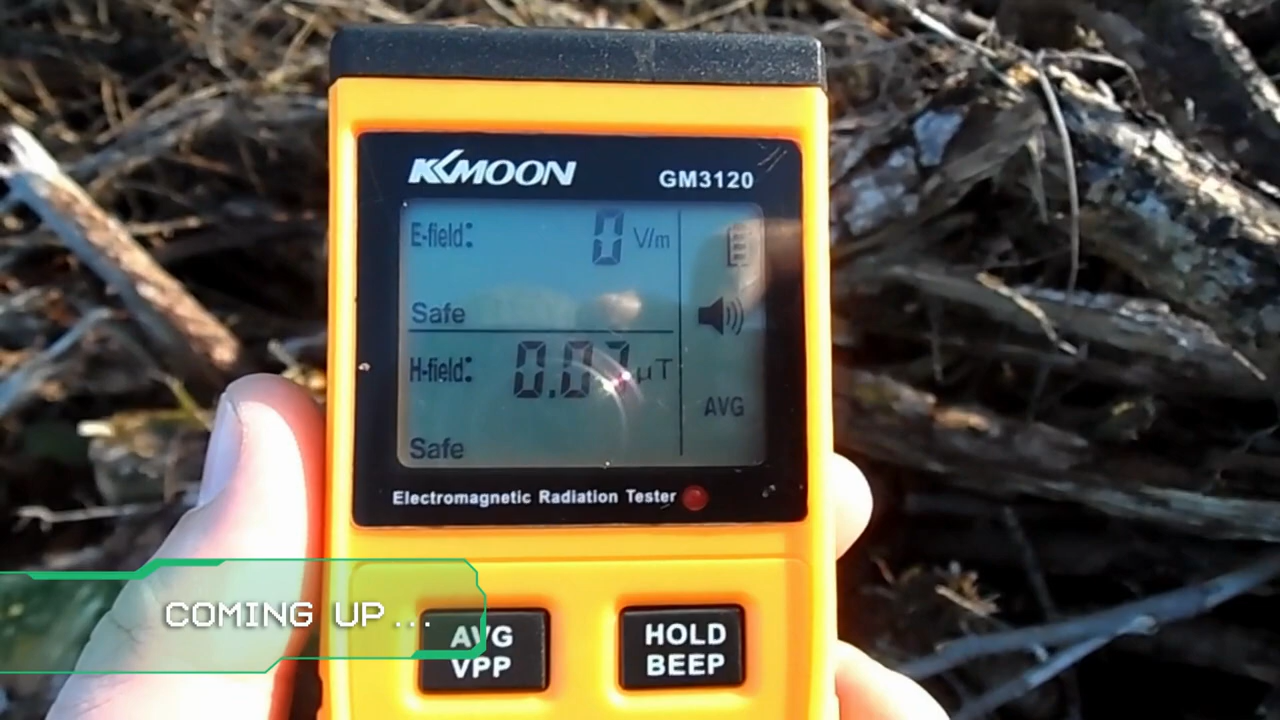 KKMOON
GM3120
E-field: 0 V/m
Safe
H-field: μT
Safe
AVG
Electromagnetic Radiation Tester
COMING UP...
AVG
VPP
HOLD
BEEP